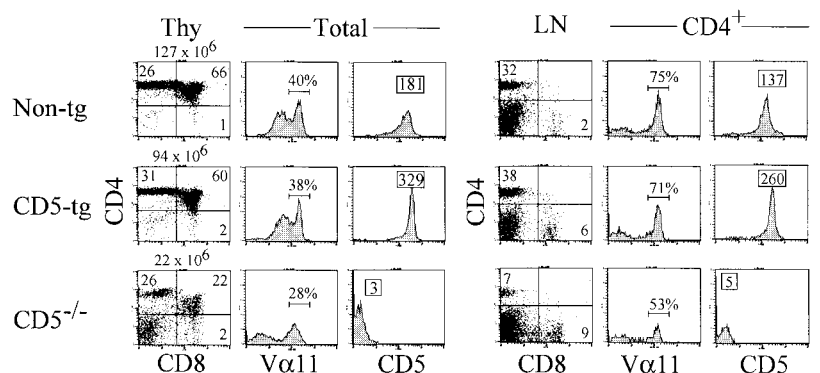 Thy Total LN CD4⁺
127 x 10⁶
Non-tg 26 66 1 40% 181 32 2 75% 137
94 x 10⁶
CD5-tg CD4 31 60 2 38% 329 CD4 38 6 71% 260
22 x 10⁶
CD5⁻/⁻ 26 22 2 28% 3 7 9 53% 5
CD8 Vα11 CD5 CD8 Vα11 CD5